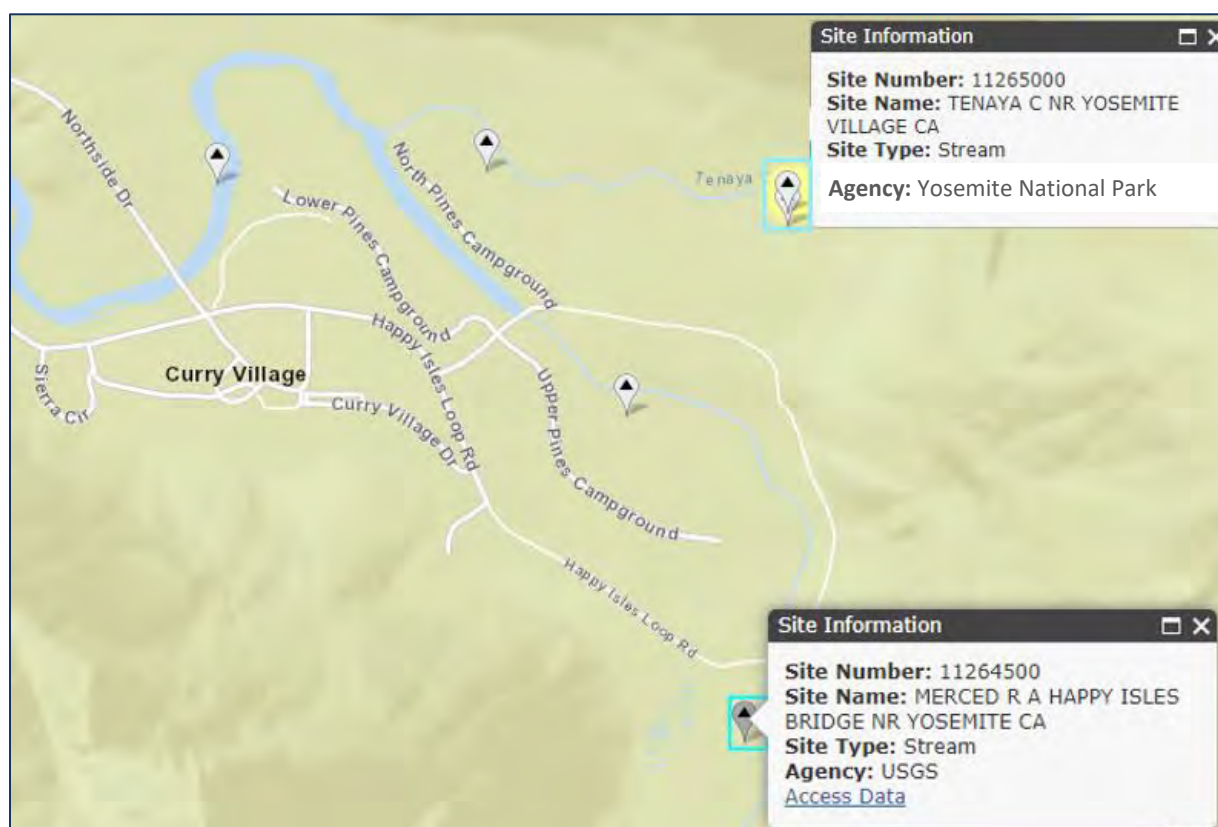 Site Information
Site Number: 11265000
Site Name: TENAYA C NR YOSEMITE
VILLAGE CA
Site Type: Stream
Agency: Yosemite National Park
Northside Dr
North Pines Campground
Tenaya
Lower Pines Campground
Happy Isles Loop Rd
Curry Village
Sierra Cir
Curry Village Dr
Upper Pines Campground
Happy Isles Loop Rd
Site Information
Site Number: 11264500
Site Name: MERCED R A HAPPY ISLES
BRIDGE NR YOSEMITE CA
Site Type: Stream
Agency: USGS
Access Data